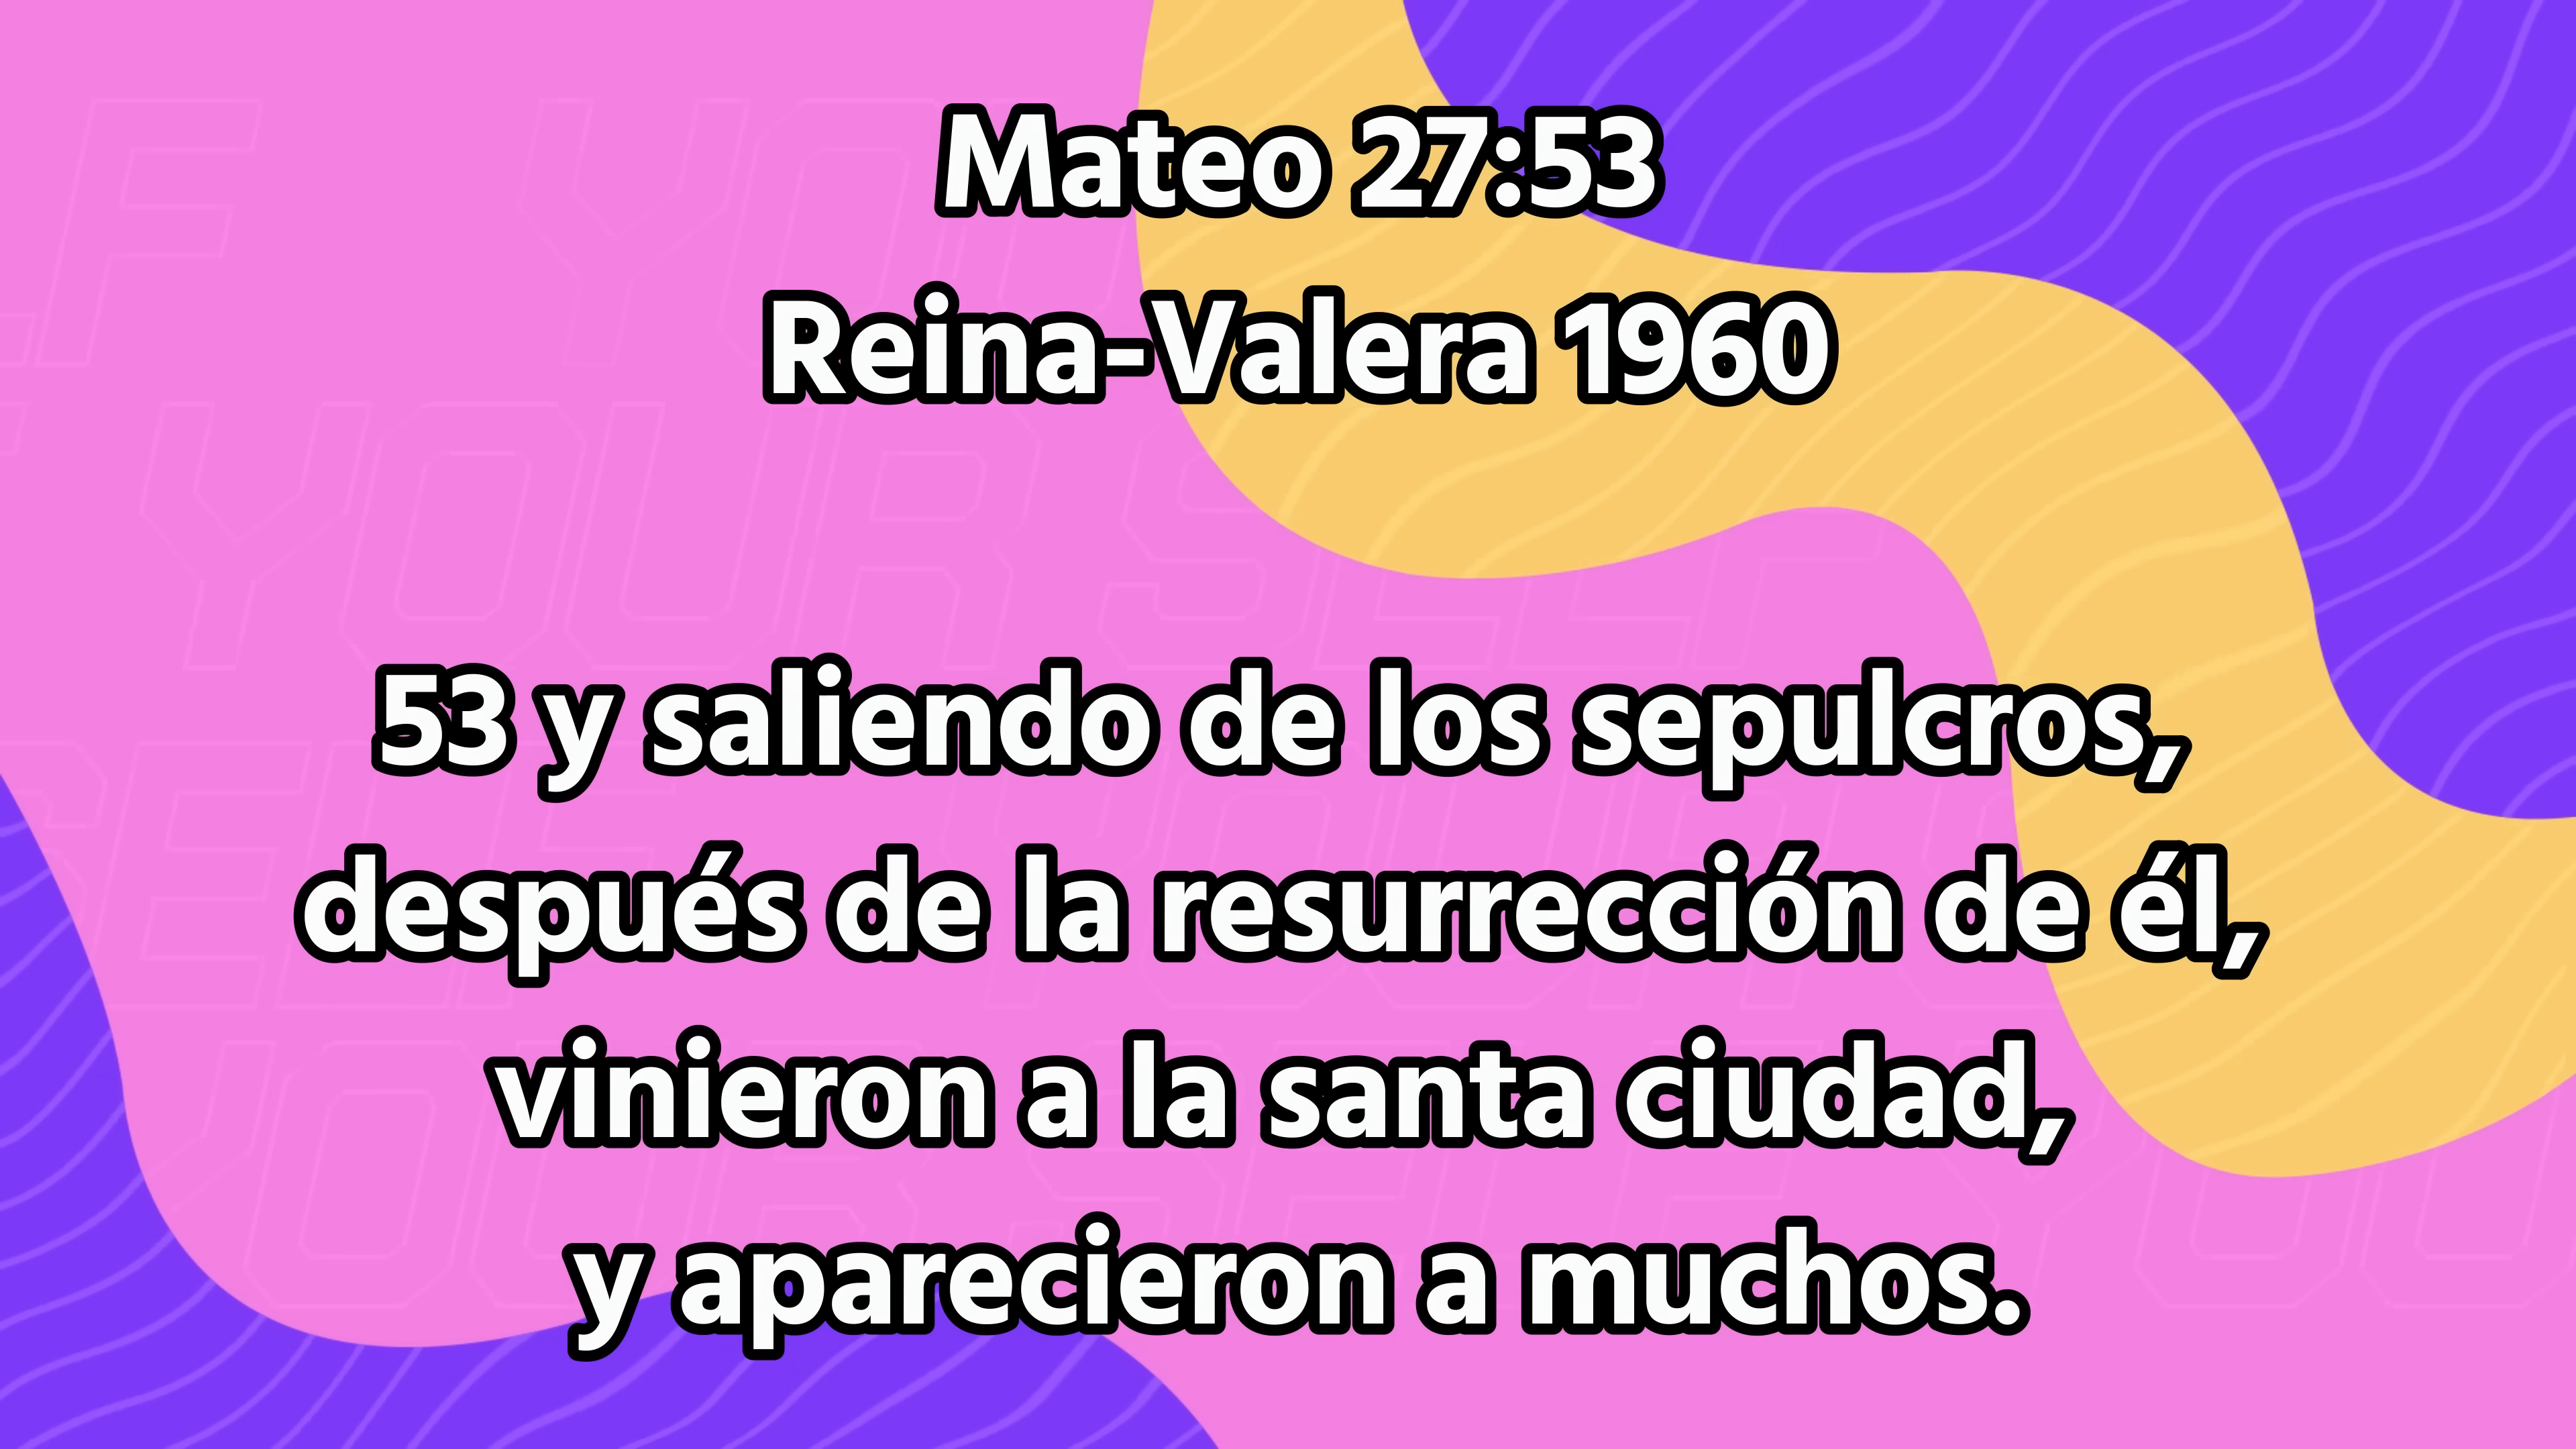 Mateo 27:53
Reina-Valera 1960
53 y saliendo de los sepulcros,
después de la resurrección de él,
vinieron a la santa ciudad,
y aparecieron a muchos.